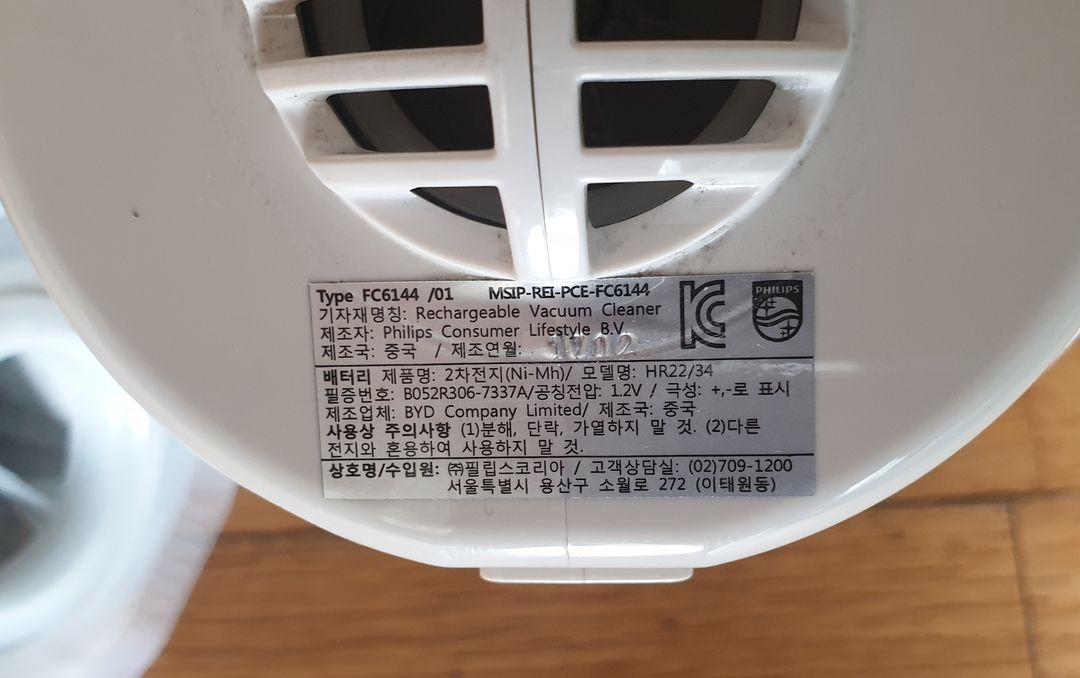 Type FC6144 /01 MSIP-REI-PCE-FC6144
기자재명칭: Rechargeable Vacuum Cleaner
제조자: Philips Consumer Lifestyle B.V.
제조국: 중국 / 제조연월: 1702
KC
PHILIPS
배터리 제품명: 2차전지(Ni-Mh)/ 모델명: HR22/34
필증번호: B052R306-7337A/공칭전압: 1.2V / 극성: +,-로 표시
제조업체: BYD Company Limited/ 제조국: 중국
사용상 주의사항 (1)분해, 단락, 가열하지 말 것. (2)다른
전지와 혼용하여 사용하지 말 것.
상호명/수입원: ㈜필립스코리아 / 고객상담실: (02)709-1200
서울특별시 용산구 소월로 272 (이태원동)